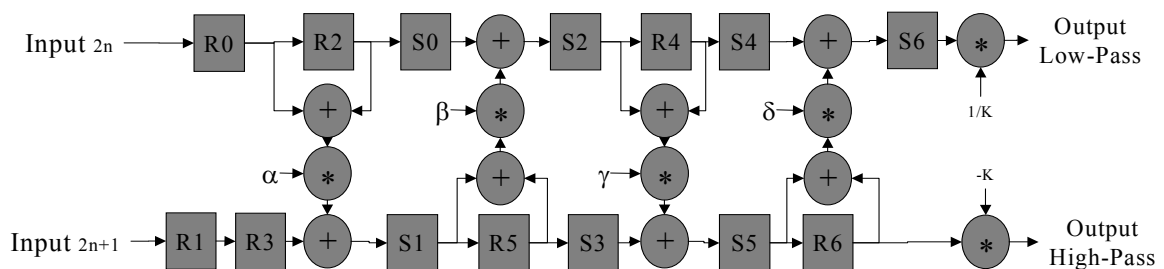 Input 2n R0 R2 S0 + S2 R4 S4 + S6 * Output
Low-Pass
+ β * + δ * 1/K
α * + γ * + -K
Input 2n+1 R1 R3 + S1 R5 S3 + S5 R6 * Output
High-Pass